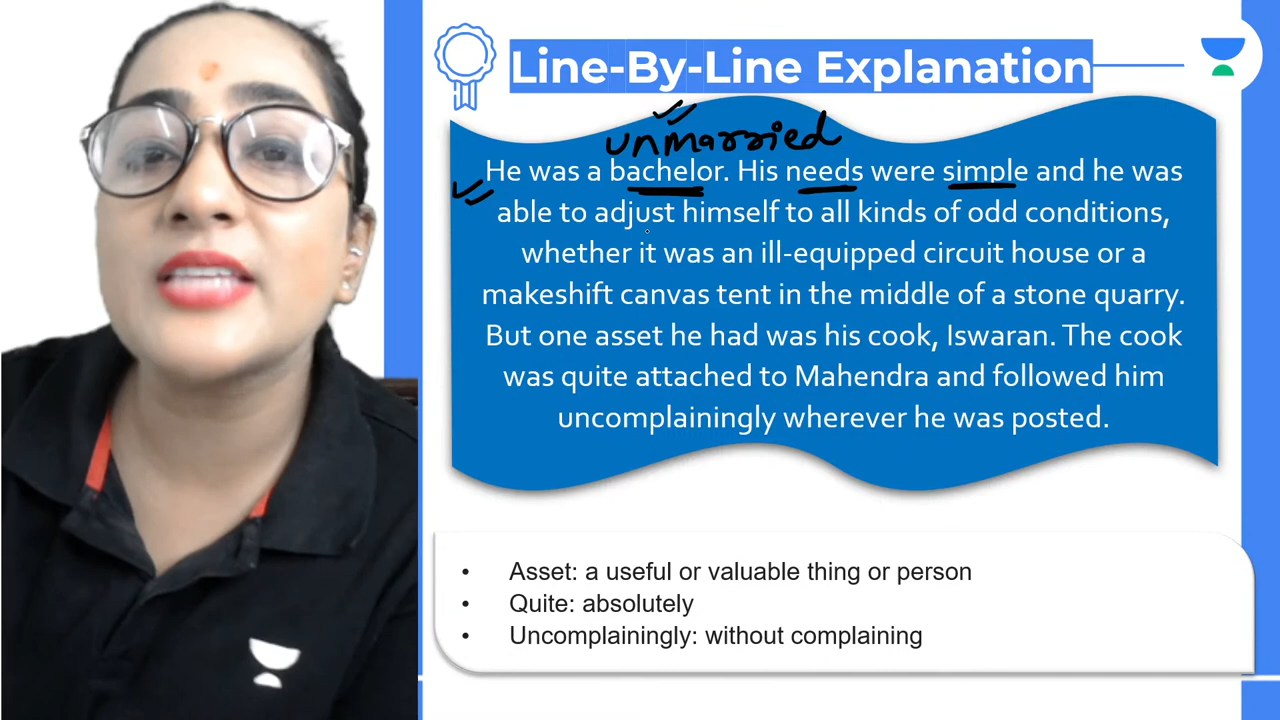 Line-By-Line Explanation
unmarried
He was a bachelor. His needs were simple and he was
able to adjust himself to all kinds of odd conditions,
whether it was an ill-equipped circuit house or a
makeshift canvas tent in the middle of a stone quarry.
But one asset he had was his cook, Iswaran. The cook
was quite attached to Mahendra and followed him
uncomplainingly wherever he was posted.
• Asset: a useful or valuable thing or person
• Quite: absolutely
• Uncomplainingly: without complaining